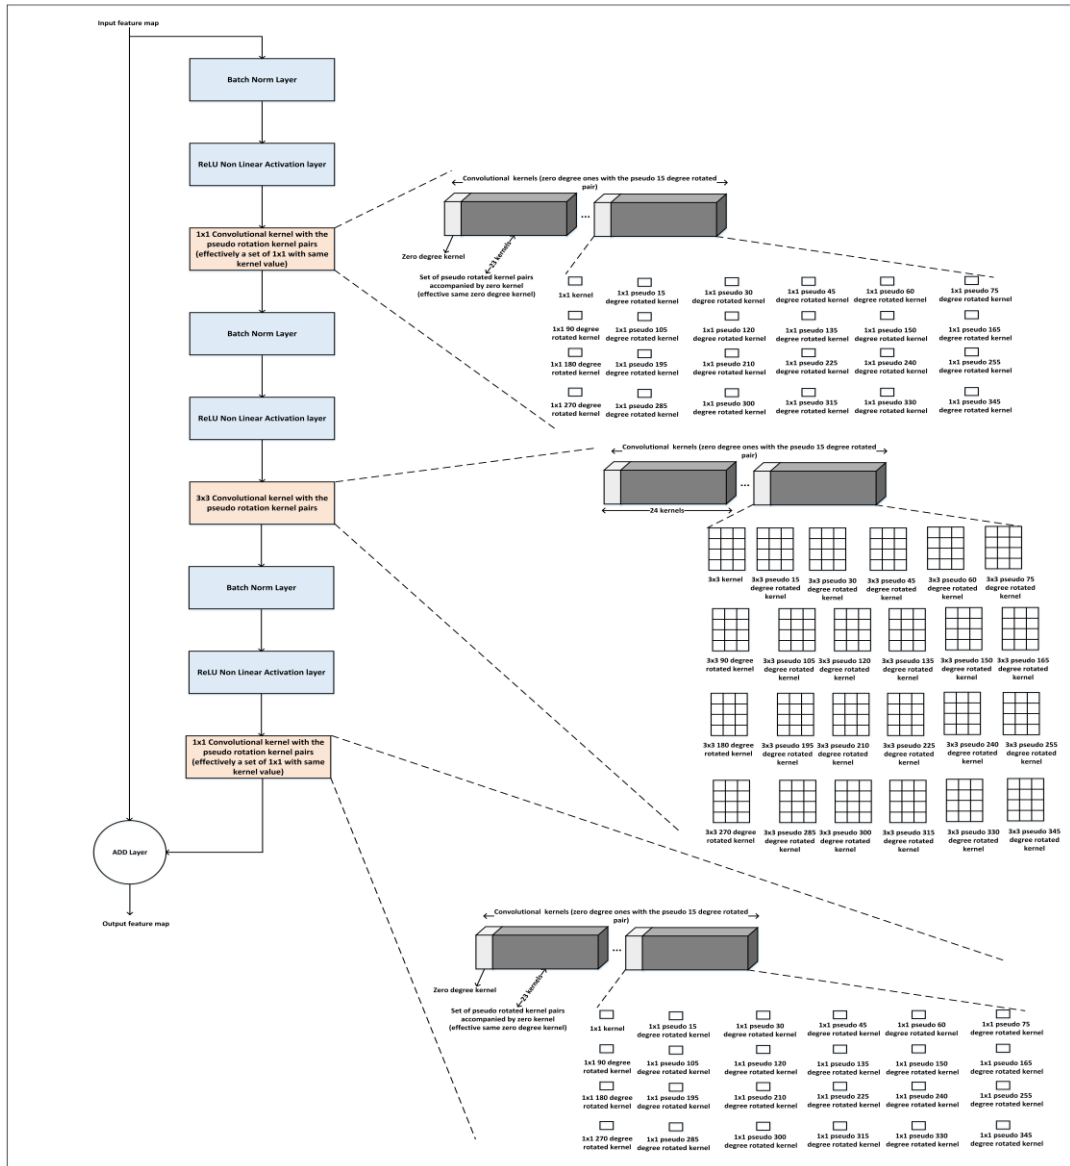 Input feature map
Batch Norm Layer
ReLU Non Linear Activation layer
1x1 Convolutional kernel with the
pseudo rotation kernel pairs
(effectively a set of 1x1 with same
kernel value)
Batch Norm Layer
ReLU Non Linear Activation layer
3x3 Convolutional kernel with the
pseudo rotation kernel pairs
Batch Norm Layer
ReLU Non Linear Activation layer
1x1 Convolutional kernel with the
pseudo rotation kernel pairs
(effectively a set of 1x1 with same
kernel value)
ADD Layer
Output feature map
Convolutional kernels (zero degree ones with the pseudo 15 degree rotated
pair)
...
Zero degree kernel
23 kernels
Set of pseudo rotated kernel pairs
accompanied by zero kernel
(effective same zero degree kernel)
1x1 kernel
1x1 pseudo 15
degree rotated kernel
1x1 pseudo 30
degree rotated kernel
1x1 pseudo 45
degree rotated kernel
1x1 pseudo 60
degree rotated kernel
1x1 pseudo 75
degree rotated kernel
1x1 90 degree
rotated kernel
1x1 pseudo 105
degree rotated kernel
1x1 pseudo 120
degree rotated kernel
1x1 pseudo 135
degree rotated kernel
1x1 pseudo 150
degree rotated kernel
1x1 pseudo 165
degree rotated kernel
1x1 180 degree
rotated kernel
1x1 pseudo 195
degree rotated kernel
1x1 pseudo 210
degree rotated kernel
1x1 pseudo 225
degree rotated kernel
1x1 pseudo 240
degree rotated kernel
1x1 pseudo 255
degree rotated kernel
1x1 270 degree
rotated kernel
1x1 pseudo 285
degree rotated kernel
1x1 pseudo 300
degree rotated kernel
1x1 pseudo 315
degree rotated kernel
1x1 pseudo 330
degree rotated kernel
1x1 pseudo 345
degree rotated kernel
Convolutional kernels (zero degree ones with the pseudo 15 degree rotated
pair)
...
24 kernels
3x3 kernel
3x3 pseudo 15
degree rotated
kernel
3x3 pseudo 30
degree rotated
kernel
3x3 pseudo 45
degree rotated
kernel
3x3 pseudo 60
degree rotated
kernel
3x3 pseudo 75
degree rotated
kernel
3x3 90 degree
rotated kernel
3x3 pseudo 105
degree rotated
kernel
3x3 pseudo 120
degree rotated
kernel
3x3 pseudo 135
degree rotated
kernel
3x3 pseudo 150
degree rotated
kernel
3x3 pseudo 165
degree rotated
kernel
3x3 180 degree
rotated kernel
3x3 pseudo 195
degree rotated
kernel
3x3 pseudo 210
degree rotated
kernel
3x3 pseudo 225
degree rotated
kernel
3x3 pseudo 240
degree rotated
kernel
3x3 pseudo 255
degree rotated
kernel
3x3 270 degree
rotated kernel
3x3 pseudo 285
degree rotated
kernel
3x3 pseudo 300
degree rotated
kernel
3x3 pseudo 315
degree rotated
kernel
3x3 pseudo 330
degree rotated
kernel
3x3 pseudo 345
degree rotated
kernel
Convolutional kernels (zero degree ones with the pseudo 15 degree rotated
pair)
...
Zero degree kernel
23 kernels
Set of pseudo rotated kernel pairs
accompanied by zero kernel
(effective same zero degree kernel)
1x1 kernel
1x1 pseudo 15
degree rotated kernel
1x1 pseudo 30
degree rotated kernel
1x1 pseudo 45
degree rotated kernel
1x1 pseudo 60
degree rotated kernel
1x1 pseudo 75
degree rotated kernel
1x1 90 degree
rotated kernel
1x1 pseudo 105
degree rotated kernel
1x1 pseudo 120
degree rotated kernel
1x1 pseudo 135
degree rotated kernel
1x1 pseudo 150
degree rotated kernel
1x1 pseudo 165
degree rotated kernel
1x1 180 degree
rotated kernel
1x1 pseudo 195
degree rotated kernel
1x1 pseudo 210
degree rotated kernel
1x1 pseudo 225
degree rotated kernel
1x1 pseudo 240
degree rotated kernel
1x1 pseudo 255
degree rotated kernel
1x1 270 degree
rotated kernel
1x1 pseudo 285
degree rotated kernel
1x1 pseudo 300
degree rotated kernel
1x1 pseudo 315
degree rotated kernel
1x1 pseudo 330
degree rotated kernel
1x1 pseudo 345
degree rotated kernel